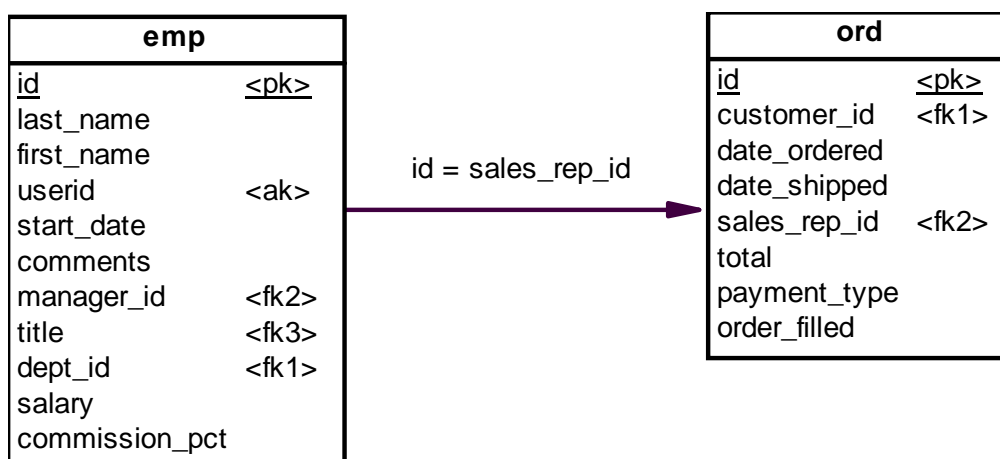 emp
id <pk>
last_name
first_name
userid <ak>
start_date
comments
manager_id <fk2>
title <fk3>
dept_id <fk1>
salary
commission_pct
id = sales_rep_id
ord
id <pk>
customer_id <fk1>
date_ordered
date_shipped
sales_rep_id <fk2>
total
payment_type
order_filled